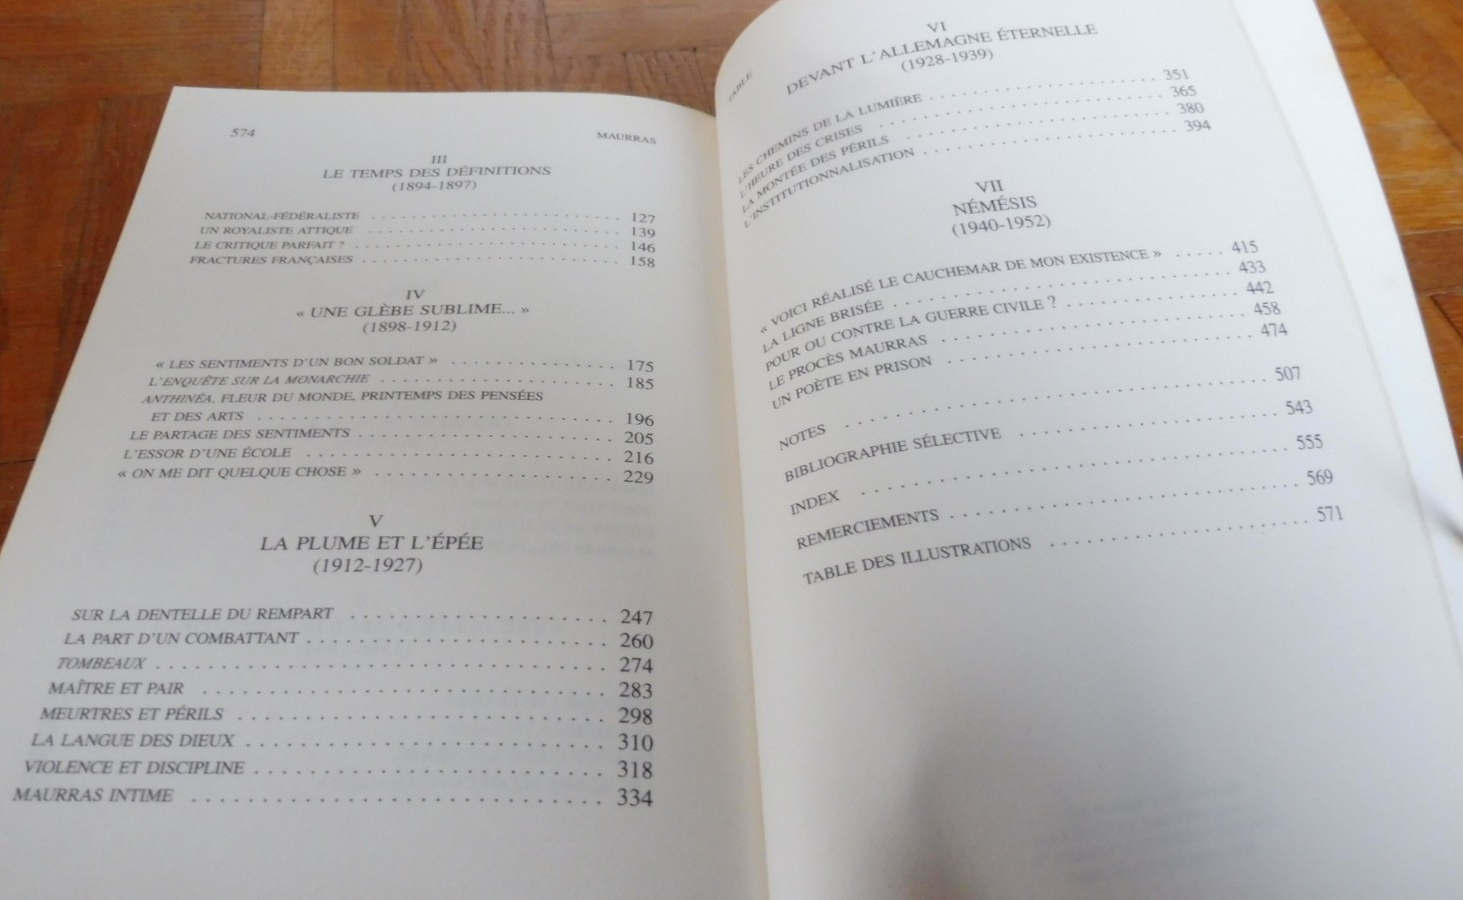 574 MAURRAS
III
LE TEMPS DES DÉFINITIONS
(1894-1897)
NATIONAL-FÉDÉRALISTE . . . . . . . . . . 127
UN ROYALISTE ATTIQUE . . . . . . . . . . 139
LE CRITIQUE PARFAIT ? . . . . . . . . . . 146
FRACTURES FRANÇAISES . . . . . . . . . . 158
IV
« UNE GLÈBE SUBLIME... »
(1898-1912)
« LES SENTIMENTS D'UN BON SOLDAT » . . . . . . . . . . 175
L'ENQUÊTE SUR LA MONARCHIE . . . . . . . . . . 185
ANTHINÉA, FLEUR DU MONDE, PRINTEMPS DES PENSÉES
ET DES ARTS . . . . . . . . . . 196
LE PARTAGE DES SENTIMENTS . . . . . . . . . . 205
L'ESSOR D'UNE ÉCOLE . . . . . . . . . . 216
« ON ME DIT QUELQUE CHOSE » . . . . . . . . . . 229
V
LA PLUME ET L'ÉPÉE
(1912-1927)
SUR LA DENTELLE DU REMPART . . . . . . . . . . 247
LA PART D'UN COMBATTANT . . . . . . . . . . 260
TOMBEAUX . . . . . . . . . . 274
MAÎTRE ET PAIR . . . . . . . . . . 283
MEURTRES ET PÉRILS . . . . . . . . . . 298
LA LANGUE DES DIEUX . . . . . . . . . . 310
VIOLENCE ET DISCIPLINE . . . . . . . . . . 318
MAURRAS INTIME . . . . . . . . . . 334
TABLE
VI
DEVANT L'ALLEMAGNE ÉTERNELLE
(1928-1939)
LES CHEMINS DE LA LUMIÈRE . . . . . . . . . . 351
L'HEURE DES CRISES . . . . . . . . . . 365
LA MONTÉE DES PÉRILS . . . . . . . . . . 380
L'INSTITUTIONNALISATION . . . . . . . . . . 394
VII
NÉMÉSIS
(1940-1952)
« VOICI RÉALISÉ LE CAUCHEMAR DE MON EXISTENCE » . . . . . 415
LA LIGNE BRISÉE . . . . . . . . . . 433
POUR OU CONTRE LA GUERRE CIVILE ? . . . . . . . . . . 442
LE PROCÈS MAURRAS . . . . . . . . . . 458
UN POÈTE EN PRISON . . . . . . . . . . 474
NOTES . . . . . . . . . . 507
BIBLIOGRAPHIE SÉLECTIVE . . . . . . . . . . 543
INDEX . . . . . . . . . . 555
REMERCIEMENTS . . . . . . . . . . 569
TABLE DES ILLUSTRATIONS . . . . . . . . . . 571